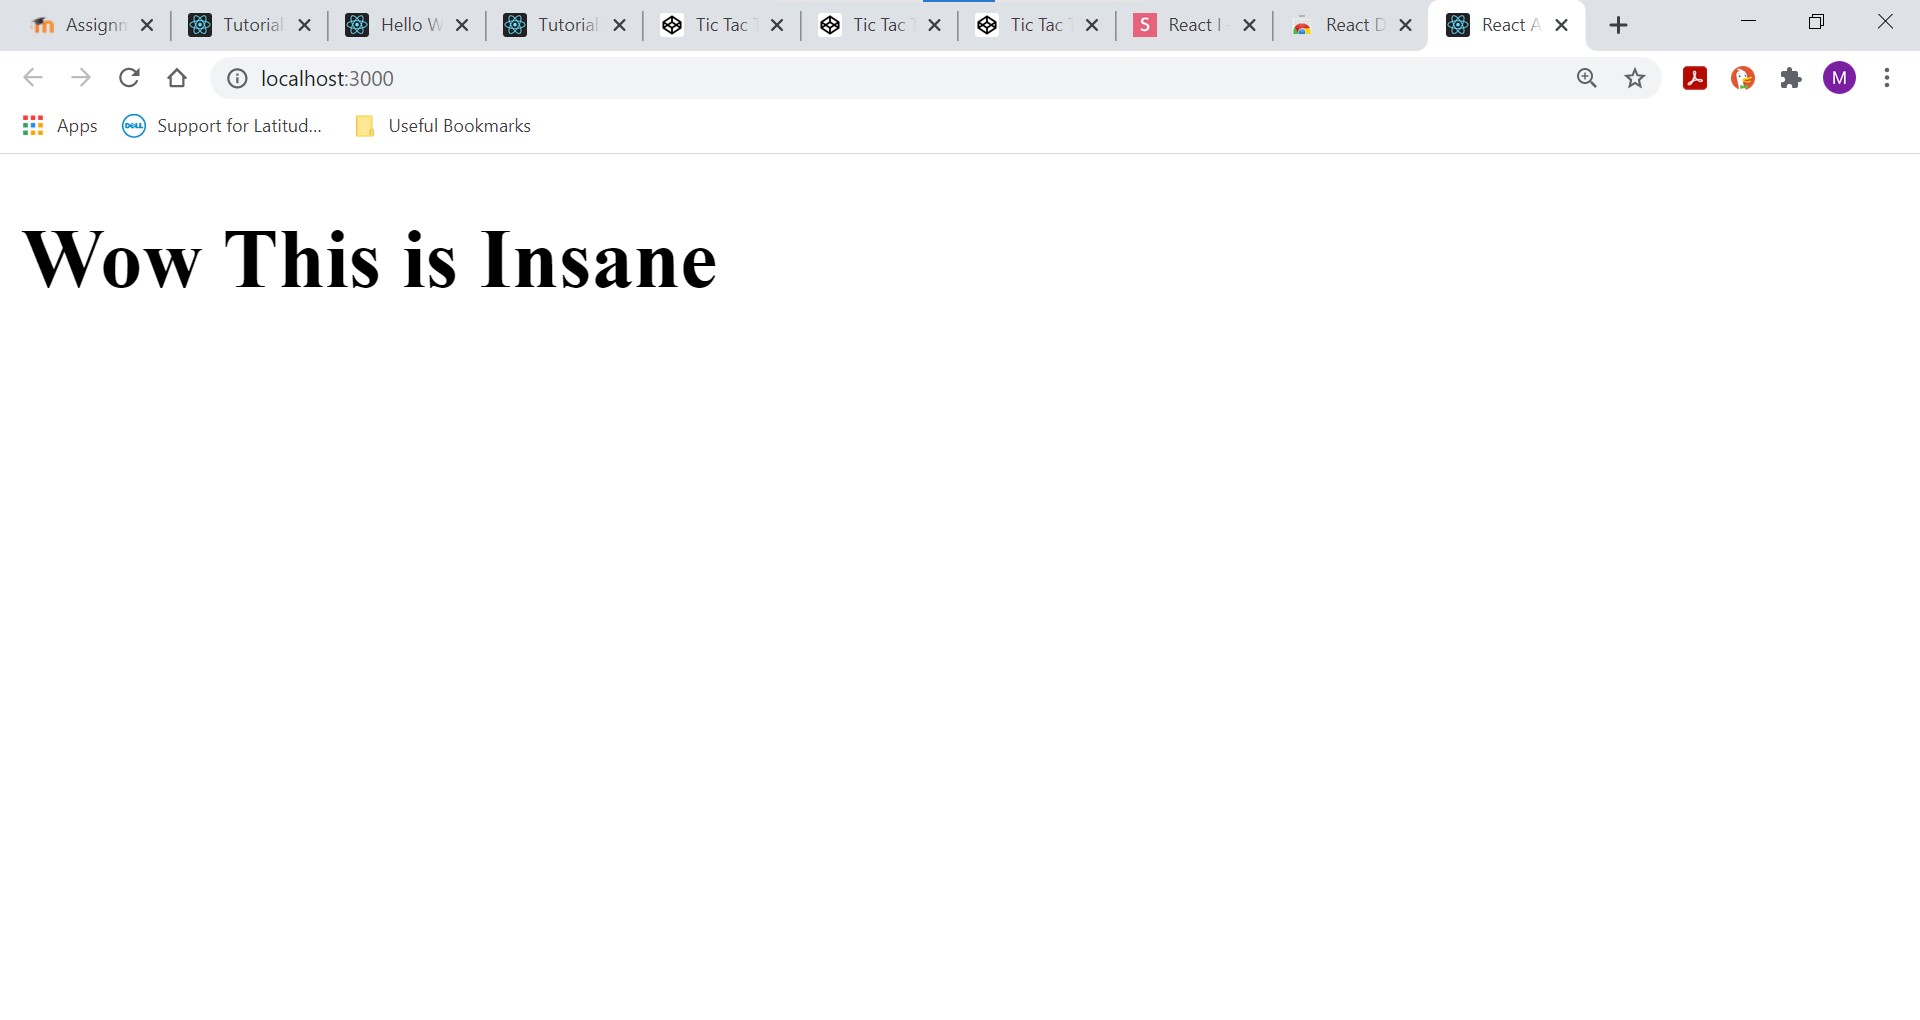 Assignn Tutorial Hello W Tutorial Tic Tac T Tic Tac T Tic Tac T S React I React D React A
localhost:3000 M
Apps DELL Support for Latitud... Useful Bookmarks
Wow This is Insane